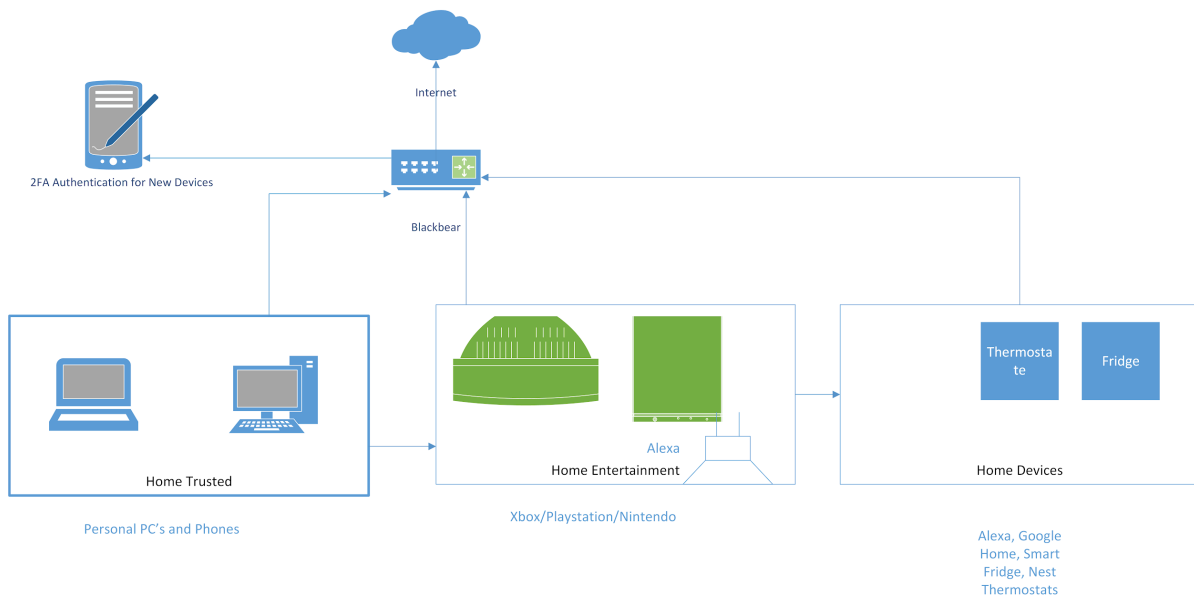 Internet
2FA Authentication for New Devices
Blackbear
Thermosta
te
Fridge
Alexa
Home Trusted
Home Entertainment
Home Devices
Personal PC's and Phones
Xbox/Playstation/Nintendo
Alexa, Google
Home, Smart
Fridge, Nest
Thermostats